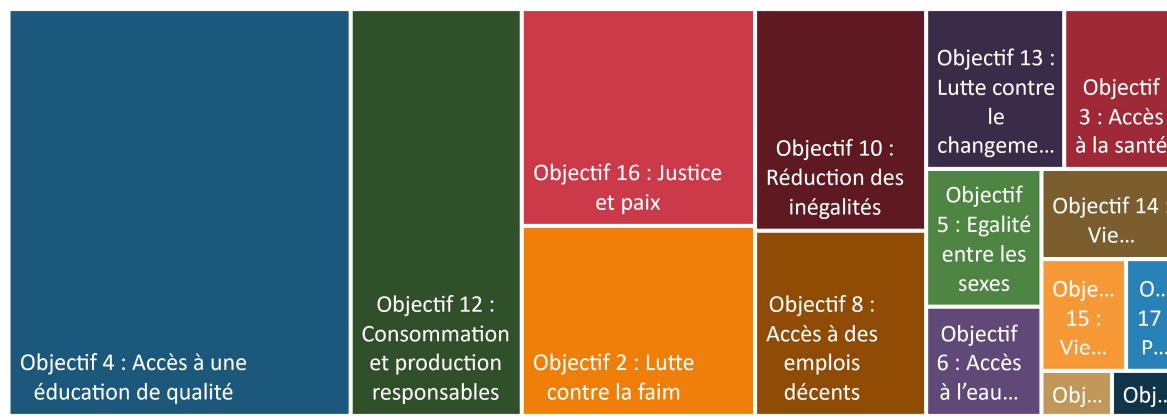 Objectif 4 : Accès à une
éducation de qualité
Objectif 12 :
Consommation
et production
responsables
Objectif 16 : Justice
et paix
Objectif 2 : Lutte
contre la faim
Objectif 10 :
Réduction des
inégalités
Objectif 8 :
Accès à des
emplois
décents
Objectif 13 :
Lutte contre
le
changeme...
Objectif
3 : Accès
à la santé
Objectif
5 : Egalité
entre les
sexes
Objectif 14 :
Vie...
Objectif
6 : Accès
à l’eau...
Obje...
15 :
Vie...
O...
17
P...
Obj...
Obj...